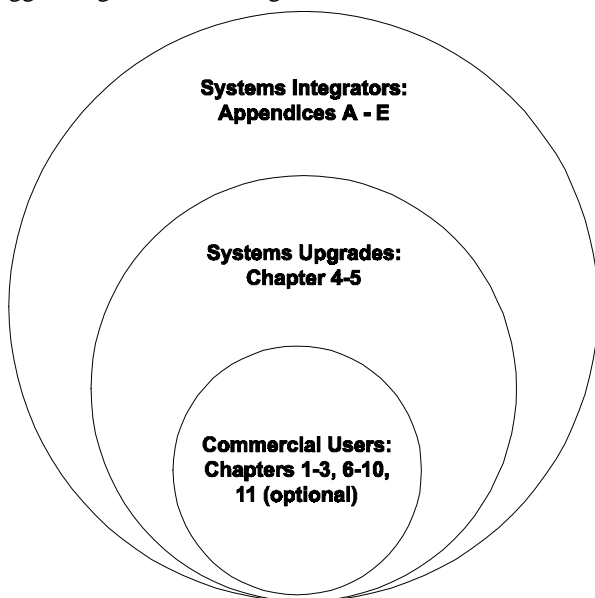 Systems Integrators:
Appendices A - E
Systems Upgrades:
Chapter 4-5
Commercial Users:
Chapters 1-3, 6-10,
11 (optional)